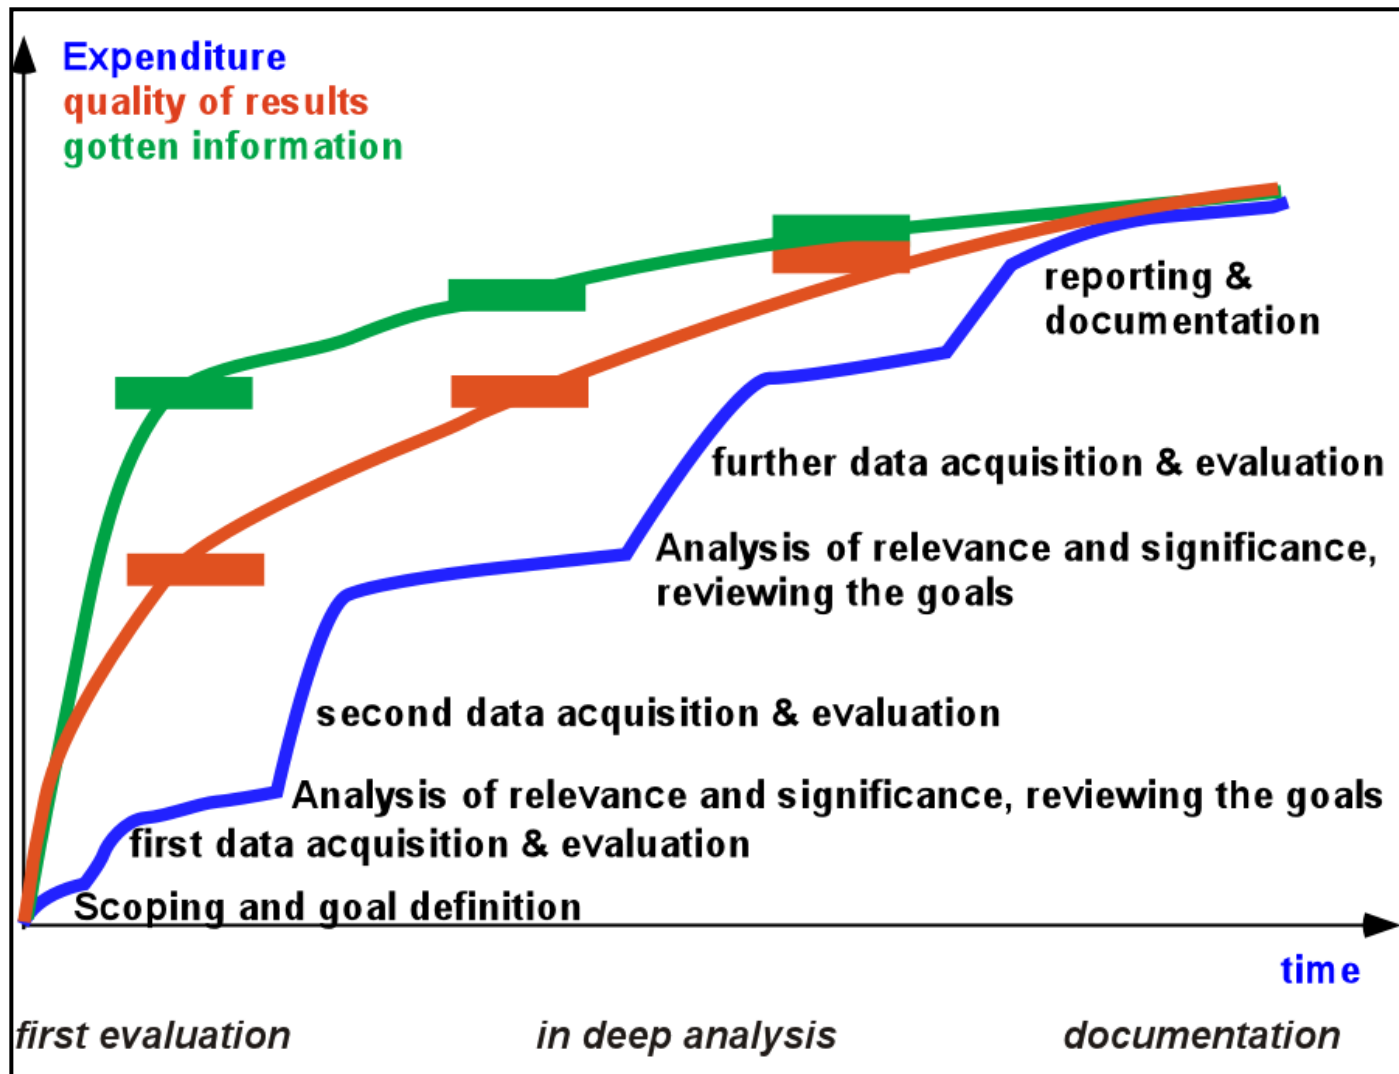 Expenditure
quality of results
gotten information
reporting &
documentation
further data acquisition & evaluation
Analysis of relevance and significance,
reviewing the goals
second data acquisition & evaluation
Analysis of relevance and significance, reviewing the goals
first data acquisition & evaluation
Scoping and goal definition
time
first evaluation
in deep analysis
documentation